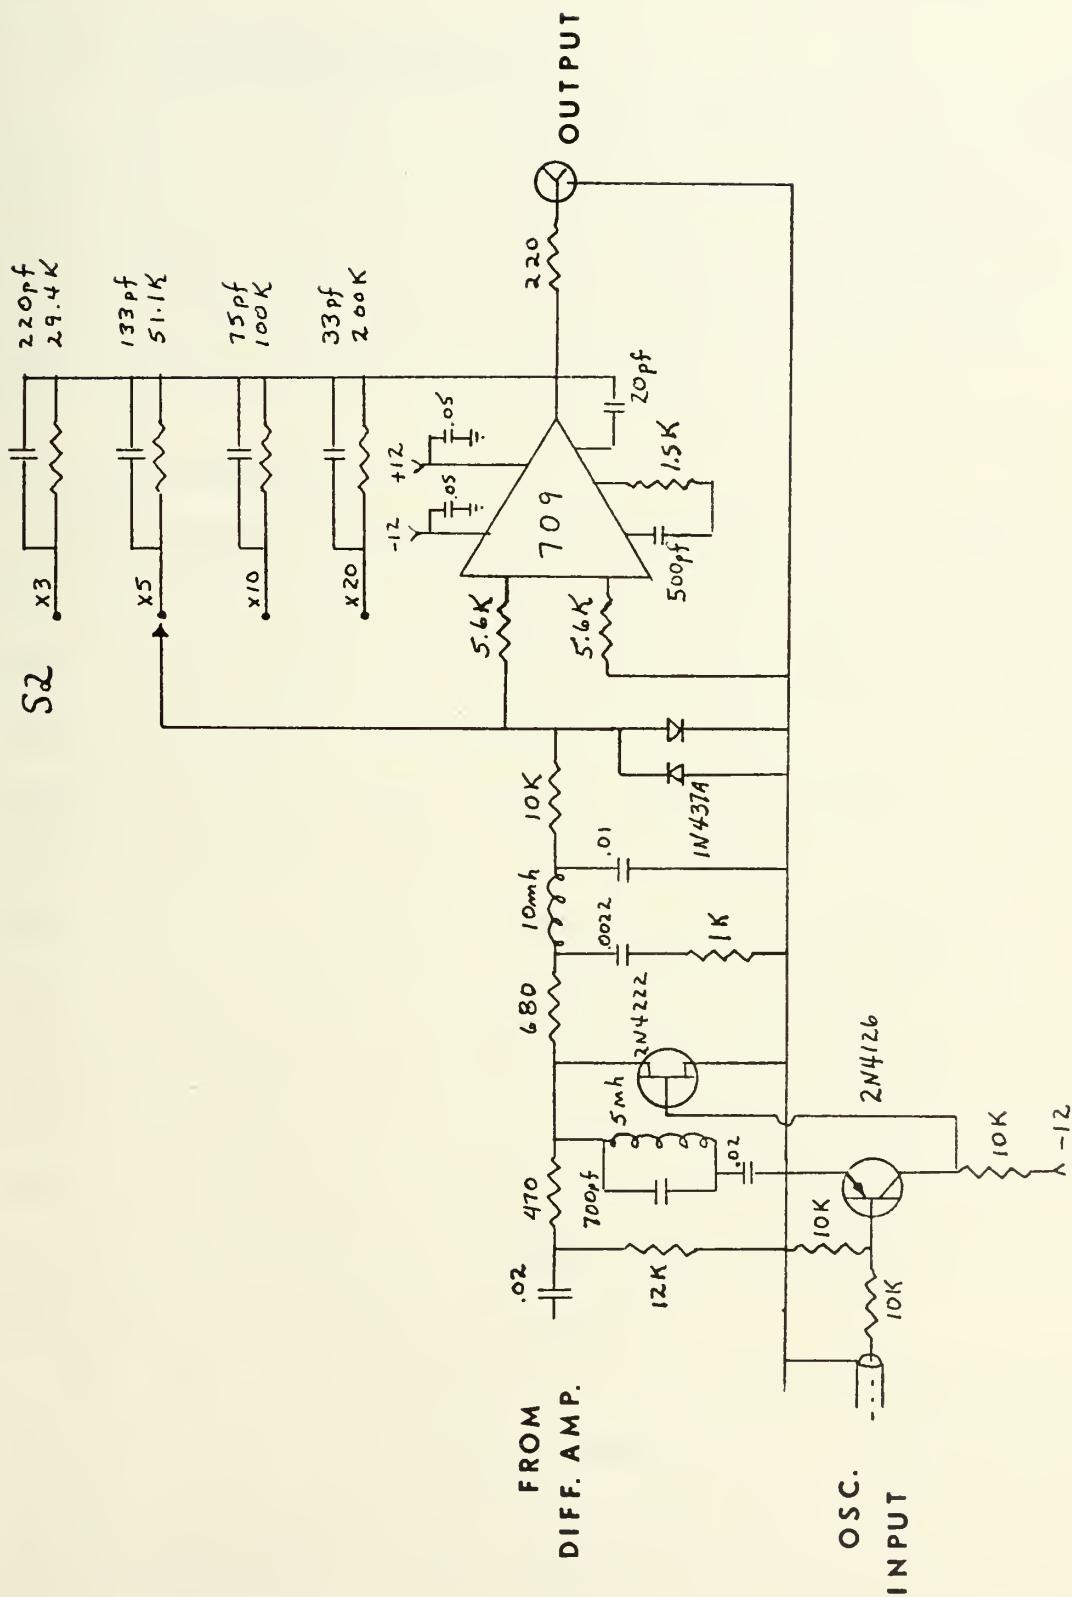 S2
x3
220pf
29.4K
x5
133pf
51.1K
x10
75pf
100K
x20
33pf
200K
-12
.05
+12
.05
709
5.6K
5.6K
500pf
1.5K
20pf
220
OUTPUT
FROM
DIFF. AMP.
.02
470
12K
700pf
5mh
.02
680
2N4222
10mh
.0022
1K
.01
10K
1N437A
OSC.
INPUT
10K
10K
2N4126
10K
-12